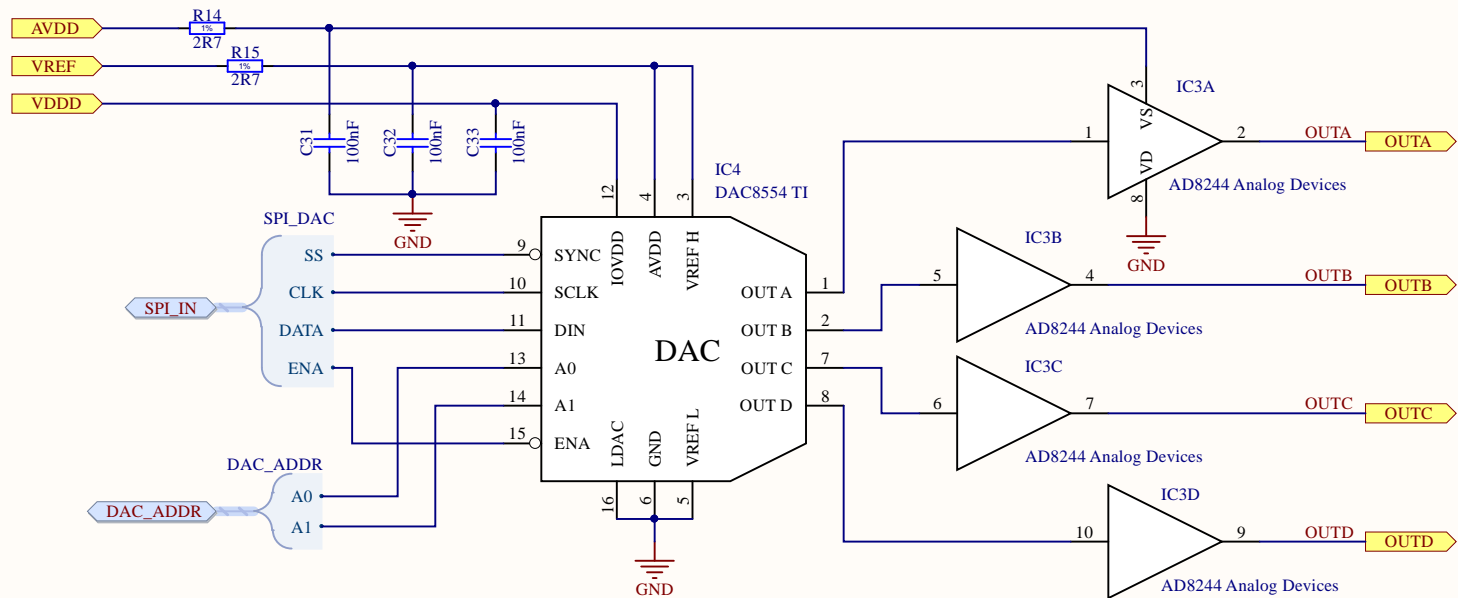 AVDD
R14
1%
2R7
VREF
R15
1%
2R7
VDDD
C31
100nF
C32
100nF
C33
100nF
GND
IC4
DAC8554 TI
12
4
3
IOVDD
AVDD
VREF H
SPI_DAC
SPI_IN
SS
CLK
DATA
ENA
9
SYNC
10
SCLK
11
DIN
13
A0
14
A1
15
ENA
DAC
OUT A
1
OUT B
2
OUT C
7
OUT D
8
LDAC
GND
VREF L
16
6
5
GND
DAC_ADDR
DAC_ADDR
A0
A1
IC3A
3
VS
1
2
VD
8
OUTA
OUTA
AD8244 Analog Devices
GND
IC3B
5
4
OUTB
OUTB
AD8244 Analog Devices
IC3C
6
7
OUTC
OUTC
AD8244 Analog Devices
IC3D
10
9
OUTD
OUTD
AD8244 Analog Devices